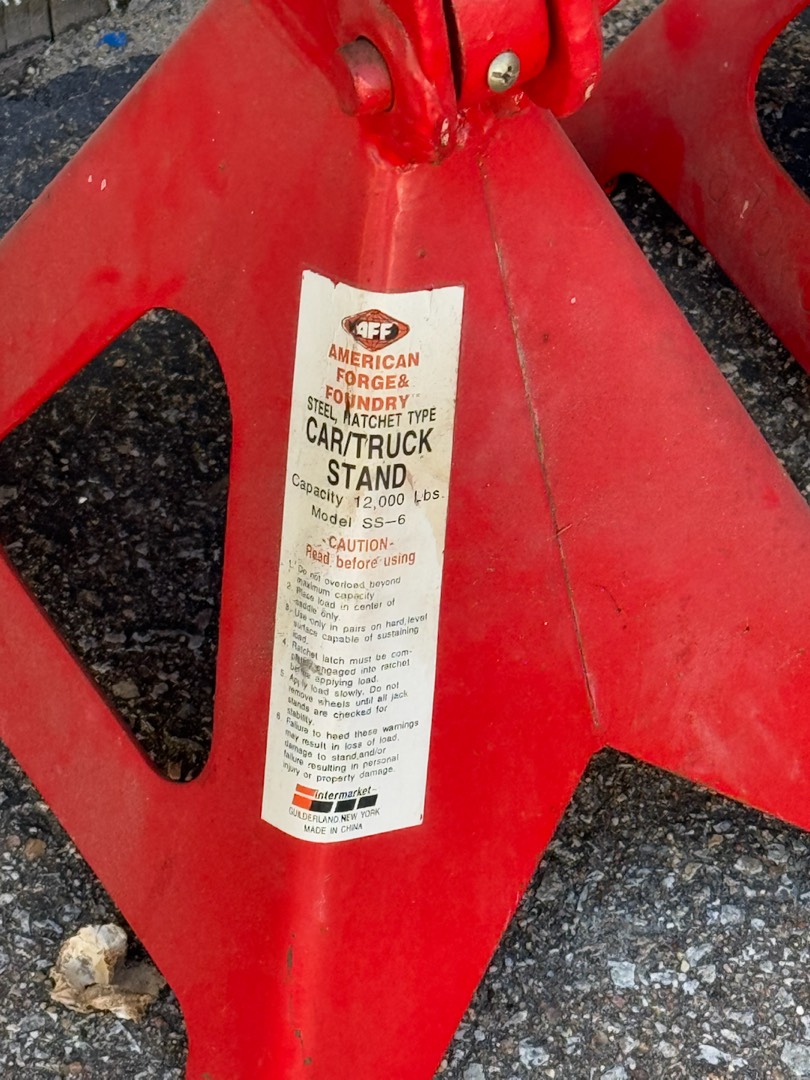 AFF
AMERICAN
FORGE&
FOUNDRY
STEEL, RATCHET TYPE
CAR/TRUCK
STAND
Capacity 12,000 Lbs.
Model SS-6
-CAUTION-
Read before using
1. Do not overload beyond
maximum capacity
2. Place load in center of
saddle only.
3. Use only in pairs on hard, level
surface capable of sustaining
load.
4. Ratchet latch must be com-
pletely engaged into ratchet
before applying load.
5. Apply load slowly. Do not
remove wheels until all jack
stands are checked for
stability.
6. Failure to heed these warnings
may result in loss of load,
damage to stand,and/or
failure resulting in personal
injury or property damage.
intermarket
GUILDERLAND, NEW YORK
MADE IN CHINA